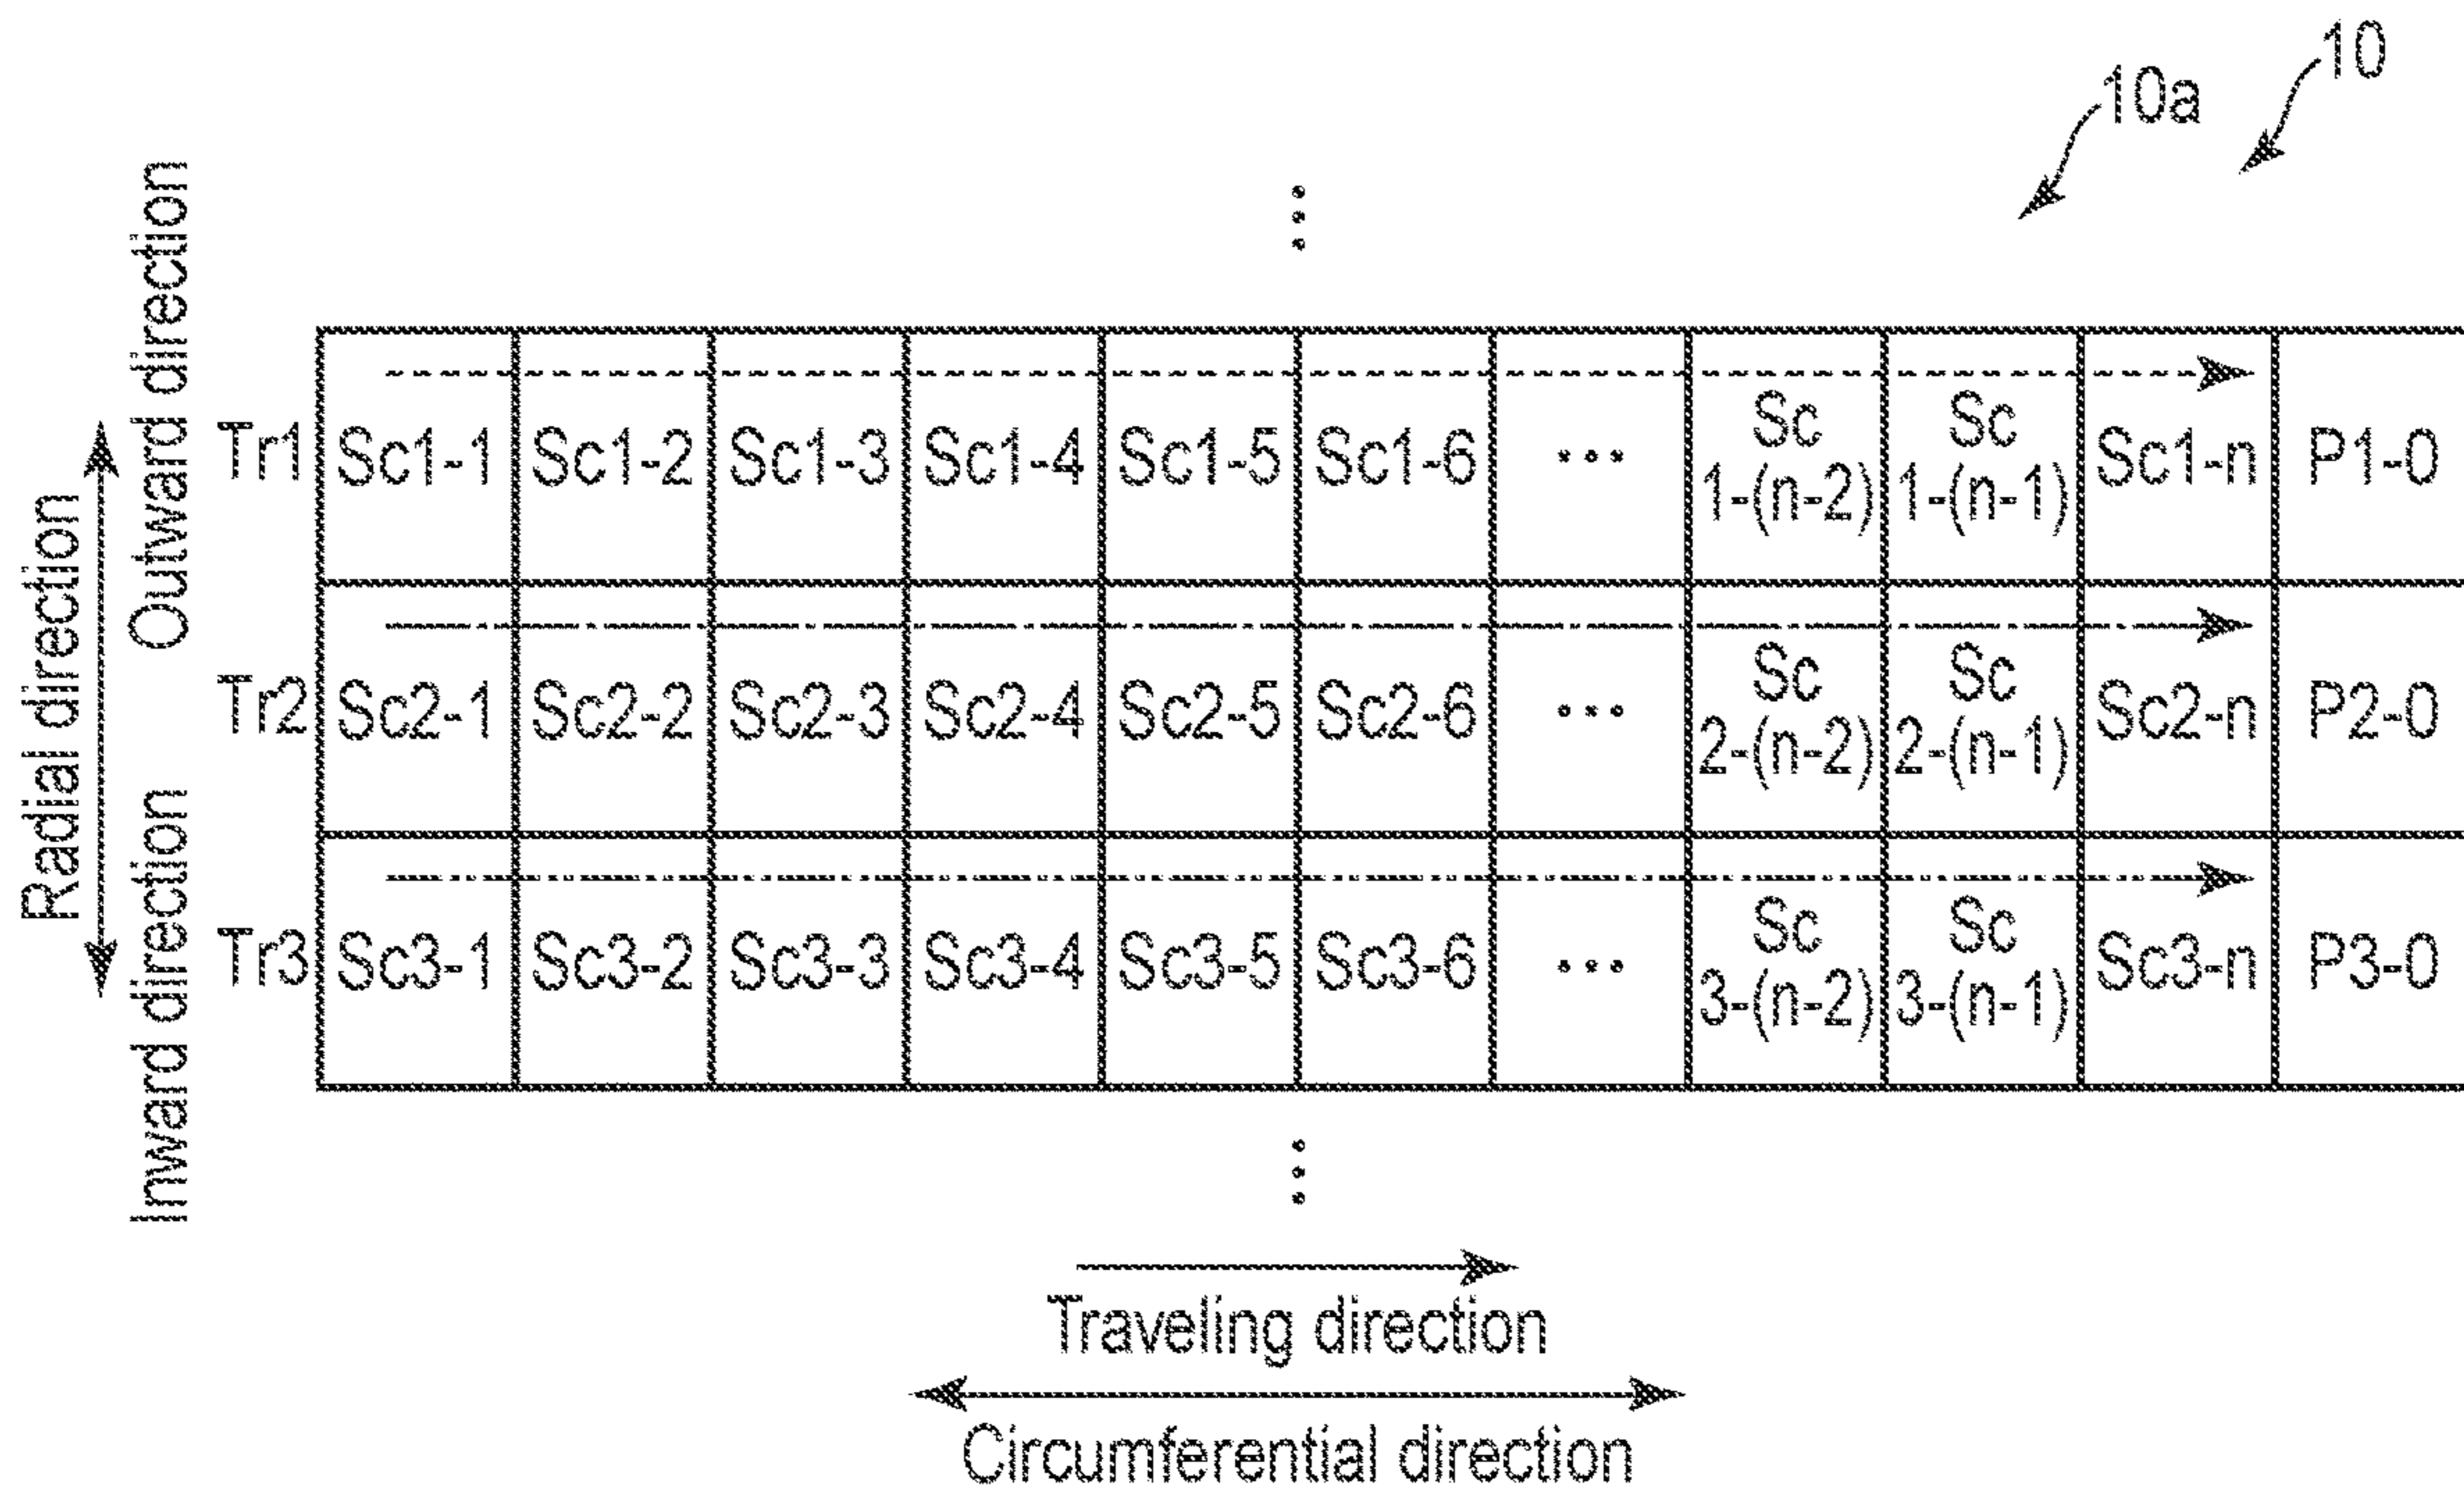 10
10a
Radial direction
Outward direction
Inward direction
Tr1 Sc1-1 Sc1-2 Sc1-3 Sc1-4 Sc1-5 Sc1-6 ... Sc 1-(n-2) Sc 1-(n-1) Sc1-n P1-0
Tr2 Sc2-1 Sc2-2 Sc2-3 Sc2-4 Sc2-5 Sc2-6 ... Sc 2-(n-2) Sc 2-(n-1) Sc2-n P2-0
Tr3 Sc3-1 Sc3-2 Sc3-3 Sc3-4 Sc3-5 Sc3-6 ... Sc 3-(n-2) Sc 3-(n-1) Sc3-n P3-0
Traveling direction
Circumferential direction